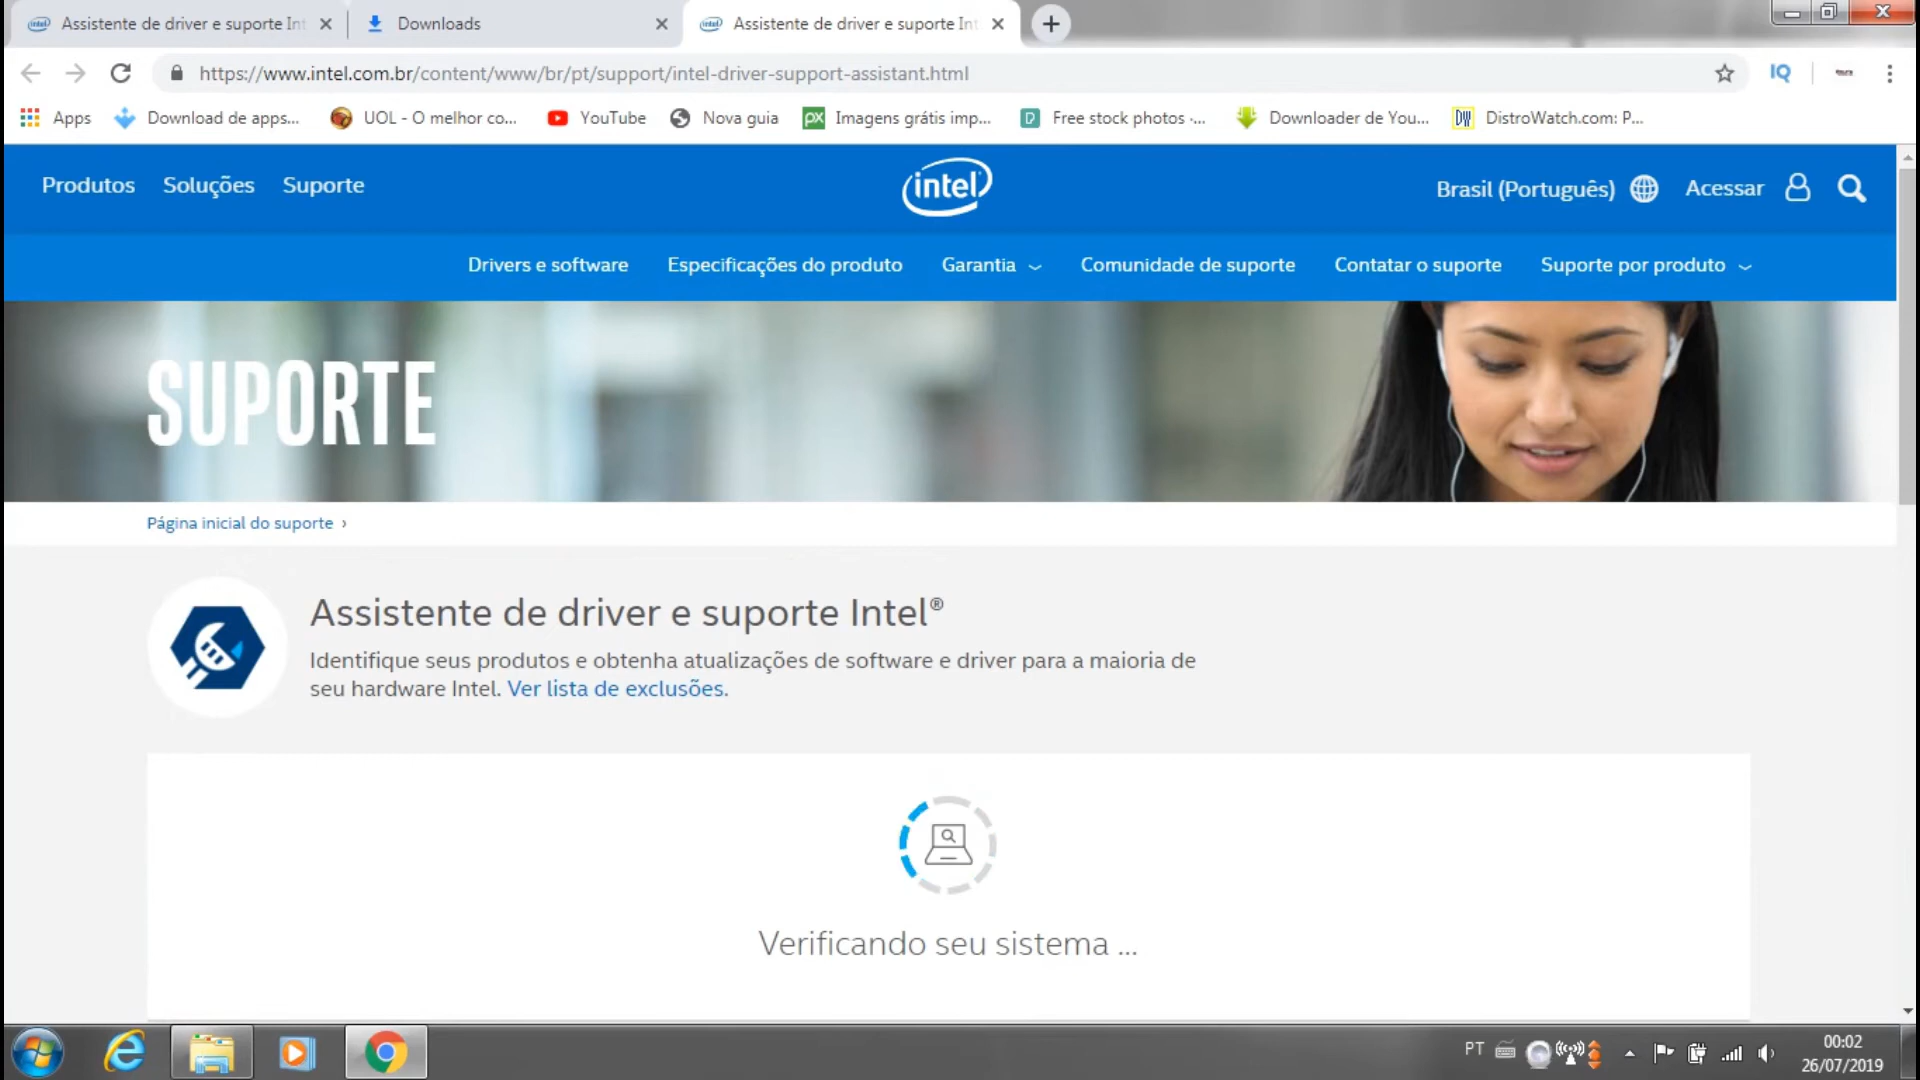 Assistente de driver e suporte Int
Downloads
Assistente de driver e suporte Int
https://www.intel.com.br/content/www/br/pt/support/intel-driver-support-assistant.html
IQ
Apps
Download de apps...
UOL - O melhor co...
YouTube
Nova guia
px
Imagens grátis imp...
Free stock photos ·...
Downloader de You...
DW
DistroWatch.com: P...
Produtos
Soluções
Suporte
intel
Brasil (Português)
Acessar
Drivers e software
Especificações do produto
Garantia
Comunidade de suporte
Contatar o suporte
Suporte por produto
SUPORTE
Página inicial do suporte ›
Assistente de driver e suporte Intel®
Identifique seus produtos e obtenha atualizações de software e driver para a maioria de
seu hardware Intel. Ver lista de exclusões.
Verificando seu sistema ...
PT
00:02
26/07/2019